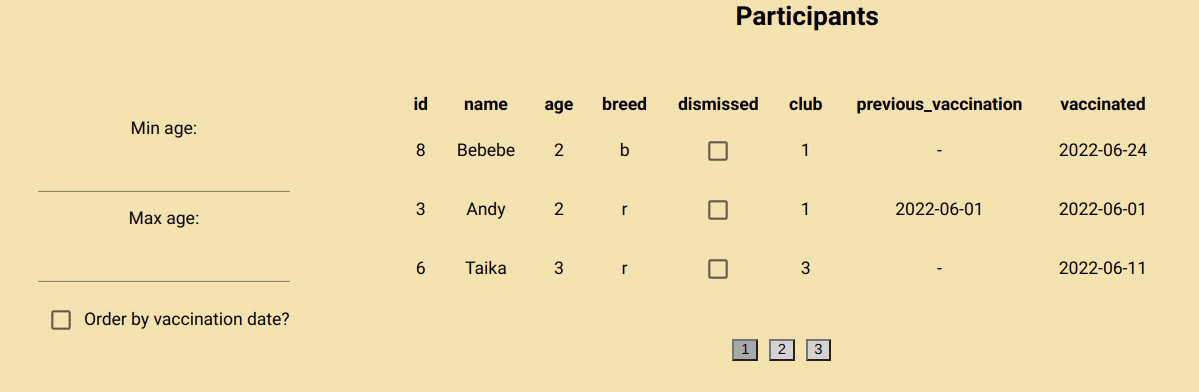 Participants
Min age:
Max age:
Order by vaccination date?
id name age breed dismissed club previous_vaccination vaccinated
8 Bebebe 2 b 1 - 2022-06-24
3 Andy 2 r 1 2022-06-01 2022-06-01
6 Taika 3 r 3 - 2022-06-11
1 2 3